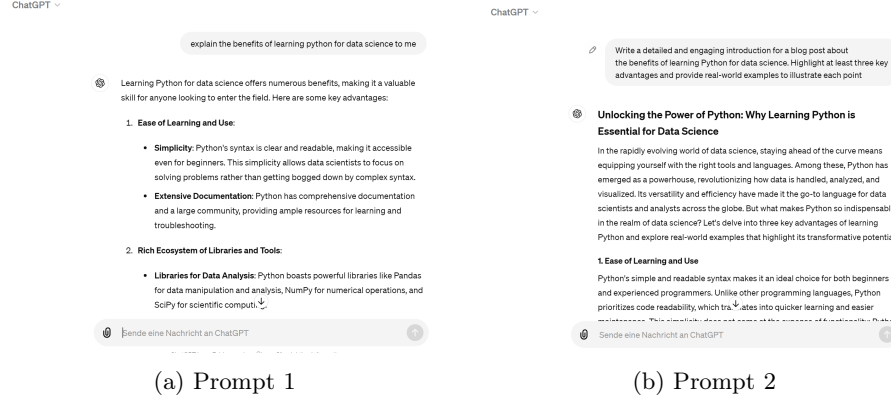 ChatGPT
explain the benefits of learning python for data science to me
Learning Python for data science offers numerous benefits, making it a valuable
skill for anyone looking to enter the field. Here are some key advantages:
1. Ease of Learning and Use:
• Simplicity: Python's syntax is clear and readable, making it accessible
even for beginners. This simplicity allows data scientists to focus on
solving problems rather than getting bogged down by complex syntax.
• Extensive Documentation: Python has comprehensive documentation
and a large community, providing ample resources for learning and
troubleshooting.
2. Rich Ecosystem of Libraries and Tools:
• Libraries for Data Analysis: Python boasts powerful libraries like Pandas
for data manipulation and analysis, NumPy for numerical operations, and
SciPy for scientific
Sende eine Nachricht an ChatGPT
(a) Prompt 1
ChatGPT
Write a detailed and engaging introduction for a blog post about
the benefits of learning Python for data science. Highlight at least three key
advantages and provide real-world examples to illustrate each point
Unlocking the Power of Python: Why Learning Python is
Essential for Data Science
In the rapidly evolving world of data science, staying ahead of the curve means
equipping yourself with the right tools and languages. Among these, Python has
emerged as a powerhouse, revolutionizing how data is handled, analyzed, and
visualized. Its versatility and efficiency have made it the go-to language for data
scientists and analysts across the globe. But what makes Python so
in the realm of data science? Let's delve into three key advantages of learning
Python and explore real-world examples that highlight its transformative
1. Ease of Learning and Use
Python's simple and readable syntax makes it an ideal choice for both beginners
and experienced programmers. Unlike other programming languages, Python
prioritizes code readability, which into quicker learning and easier
Sende eine Nachricht an ChatGPT
(b) Prompt 2